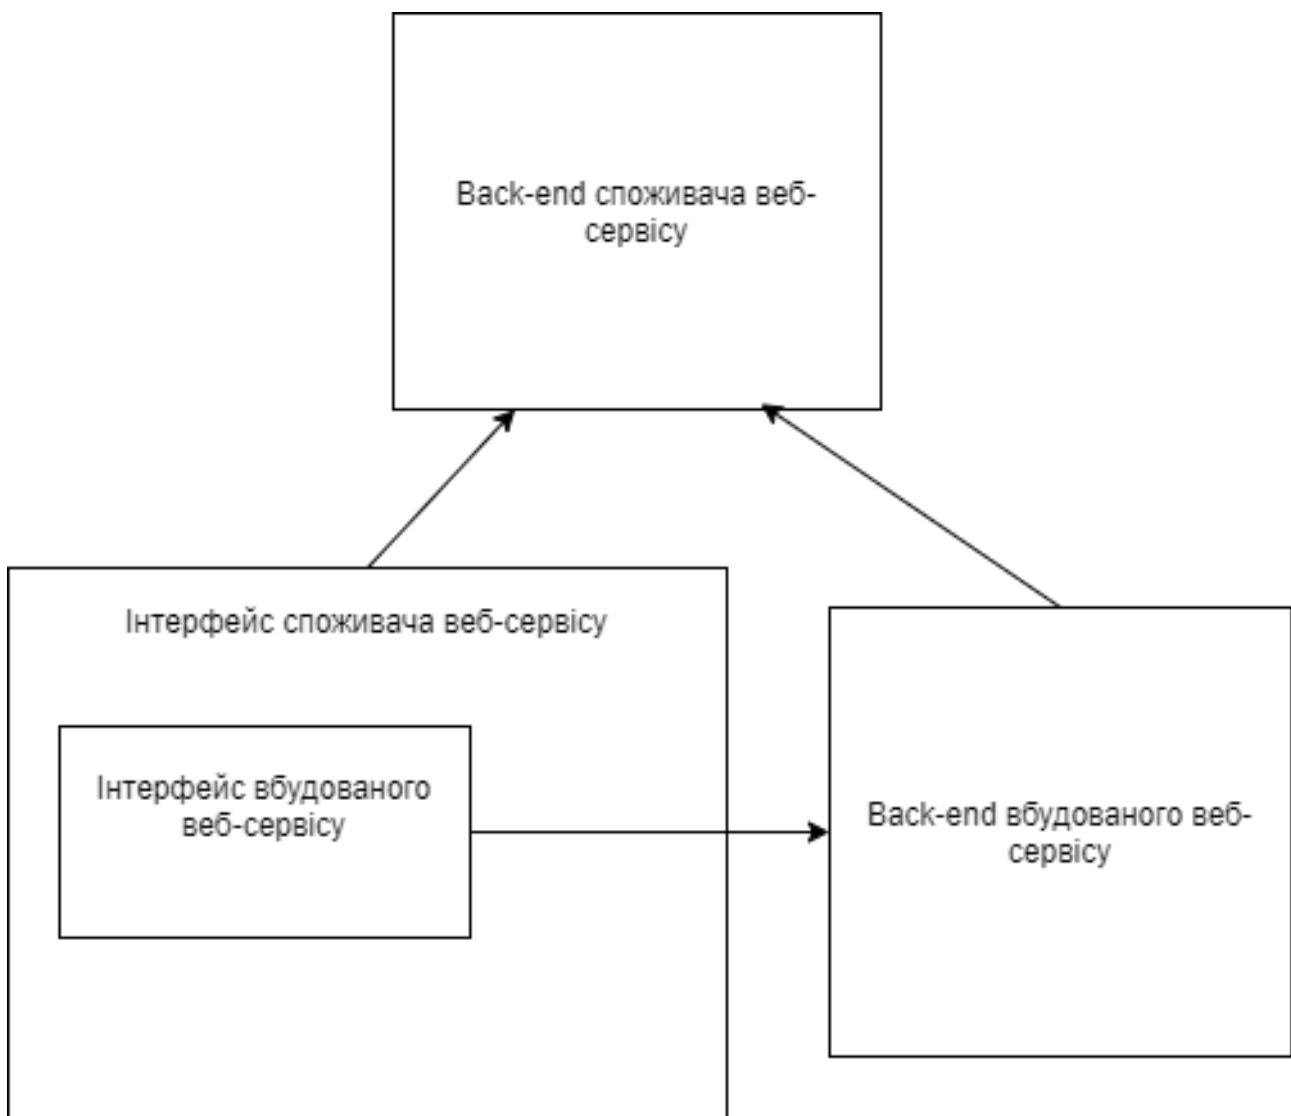 Back-end споживача веб-
сервісу
Інтерфейс споживача веб-сервісу
Інтерфейс вбудованого
веб-сервісу
Back-end вбудованого веб-
сервісу